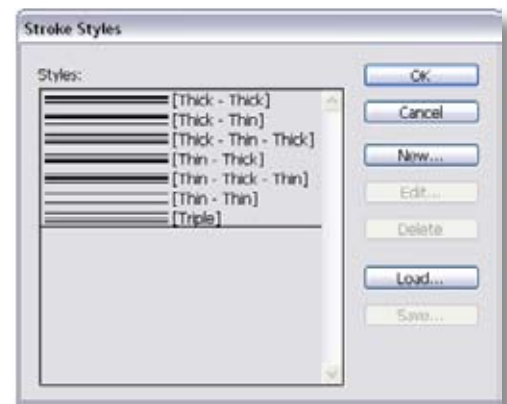 Stroke Styles
Styles:
[Thick - Thick]
[Thick - Thin]
[Thick - Thin - Thick]
[Thin - Thick]
[Thin - Thick - Thin]
[Thin - Thin]
[Triple]
OK
Cancel
New...
Edit...
Delete
Load...
Save...